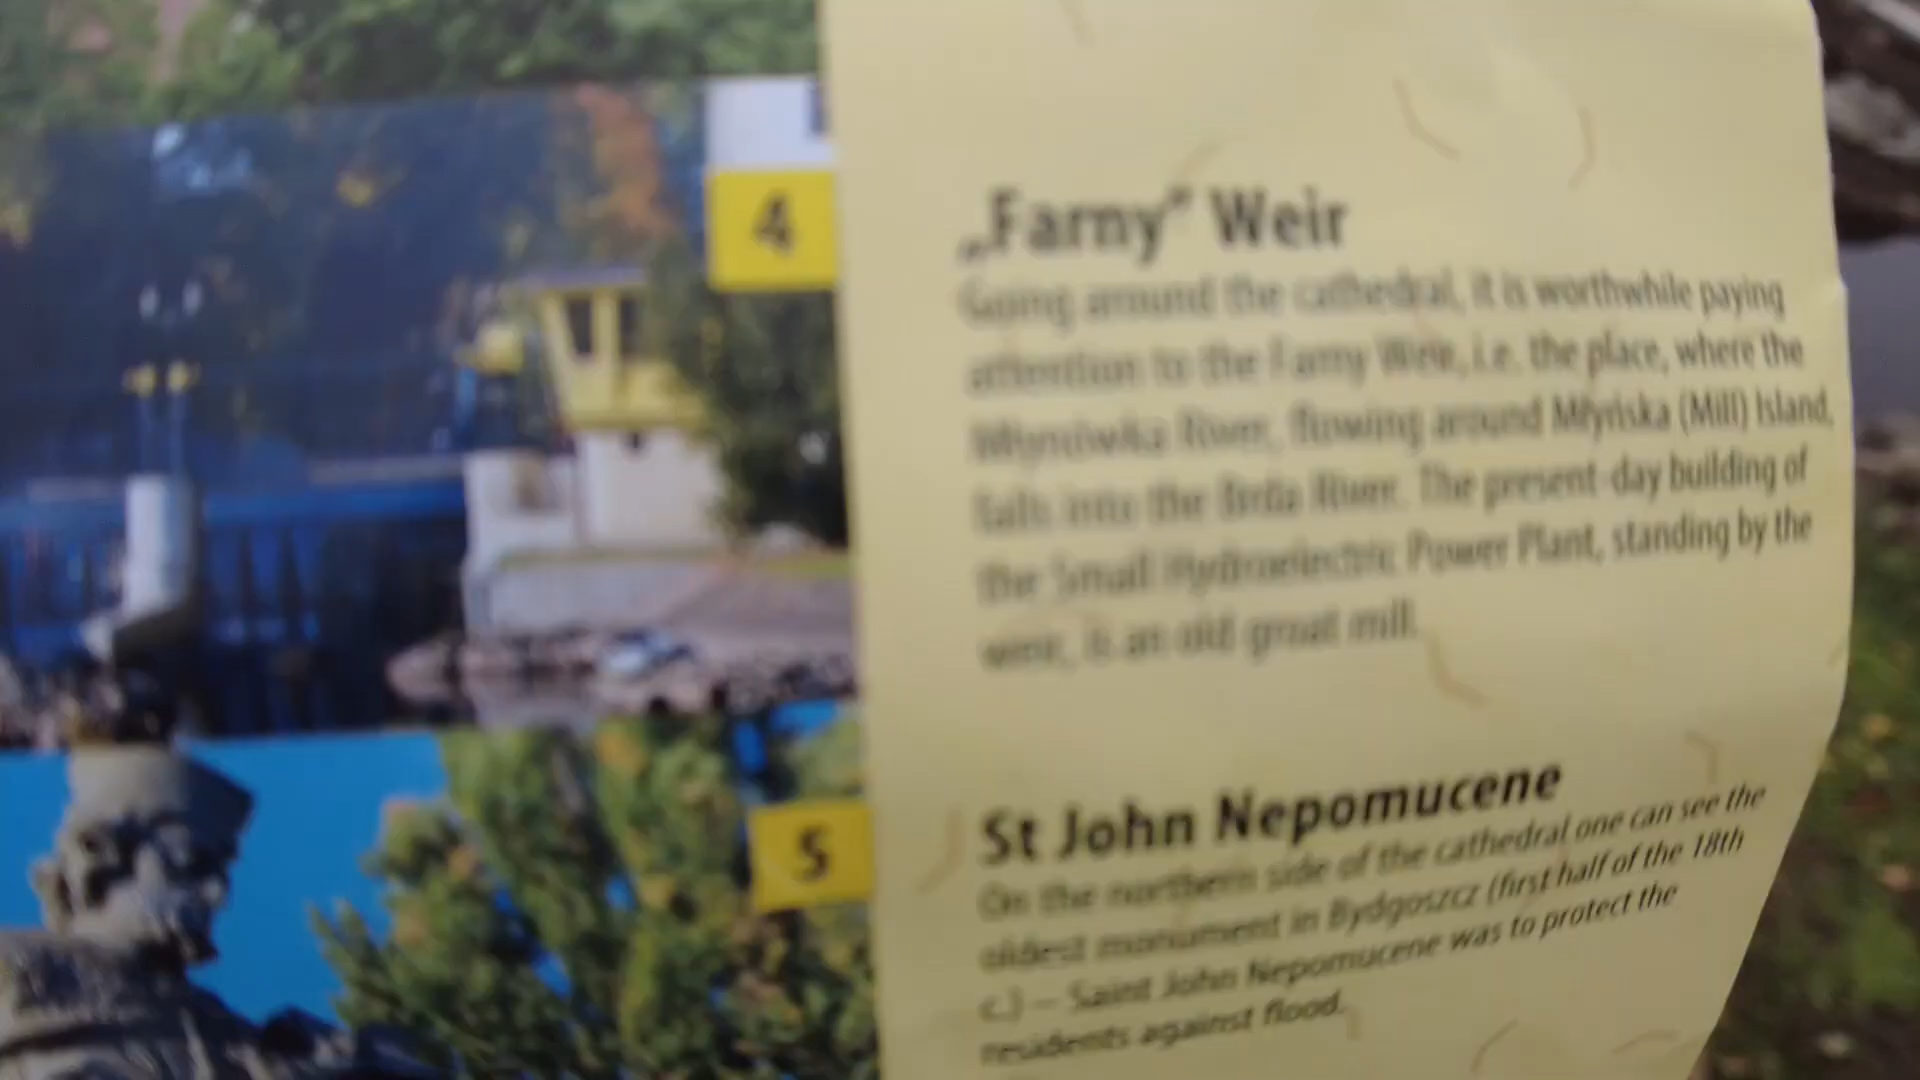 4
„Farny" Weir
Going around the cathedral, it is worthwhile paying
attention to the Farny Weir, i.e. the place, where the
Młynówka River, flowing around Młyńska (Mill) Island,
falls into the Brda River. The present-day building of
the Small Hydroelectric Power Plant, standing by the
weir, is an old groat mill.
5
St John Nepomucene
On the northern side of the cathedral one can see the
oldest monument in Bydgoszcz (first half of the 18th
c.) – Saint John Nepomucene was to protect the
residents against flood.